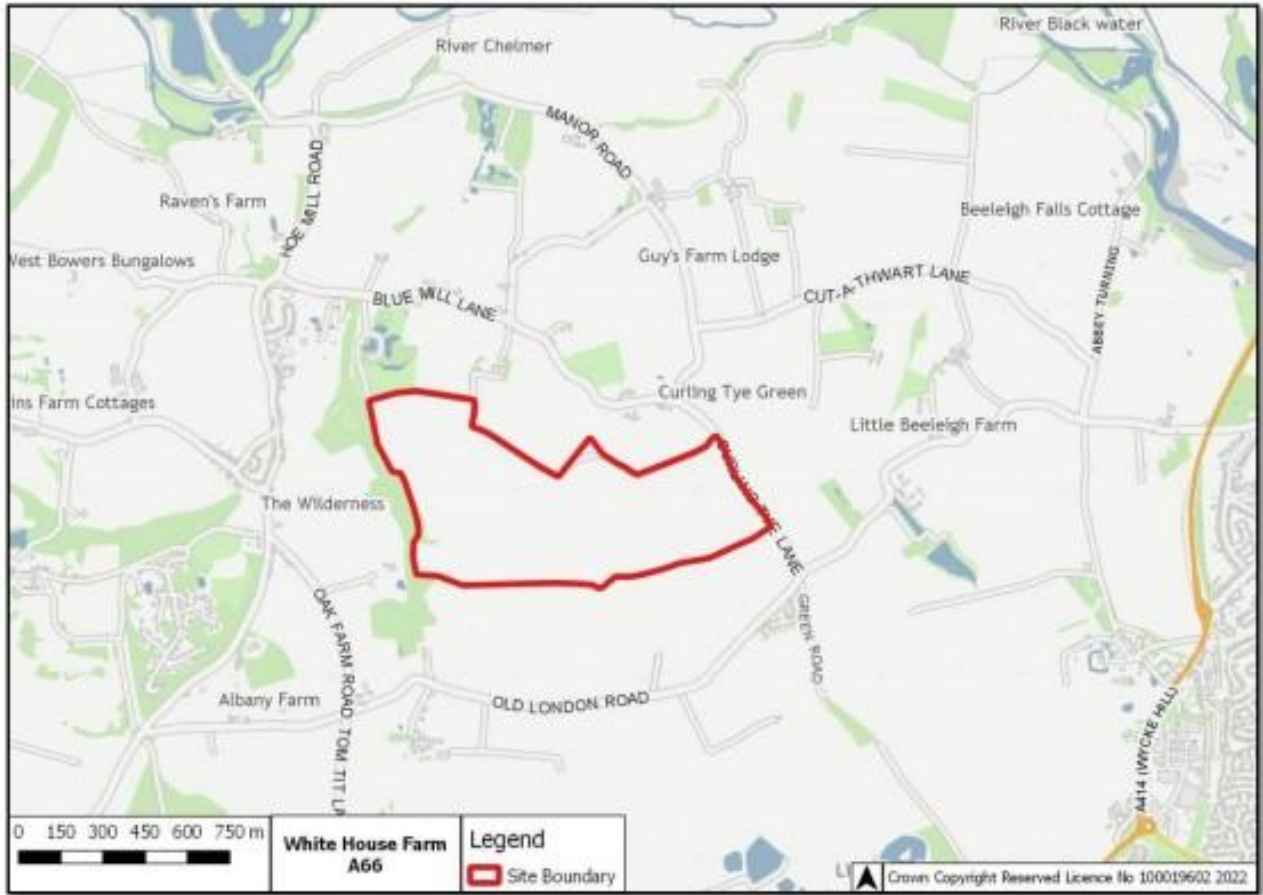 River Black water
River Chelmer
MANOR ROAD
HOE MILL ROAD
Raven's Farm
Beeleigh Falls Cottage
West Bowers Bungalows
Guy's Farm Lodge
ABBEY TURNING
CUT-A-THWART LANE
BLUE MILL LANE
Curling Tye Green
ins Farm Cottages
Little Beeleigh Farm
The Wilderness
LANE
OAK FARM ROAD
TOM TIT LA
GREEN ROAD
Albany Farm
OLD LONDON ROAD
A414 (WYCKE HILL)
0 150 300 450 600 750 m
White House Farm
A66
Legend
Site Boundary
Crown Copyright Reserved Licence No 100019602 2022